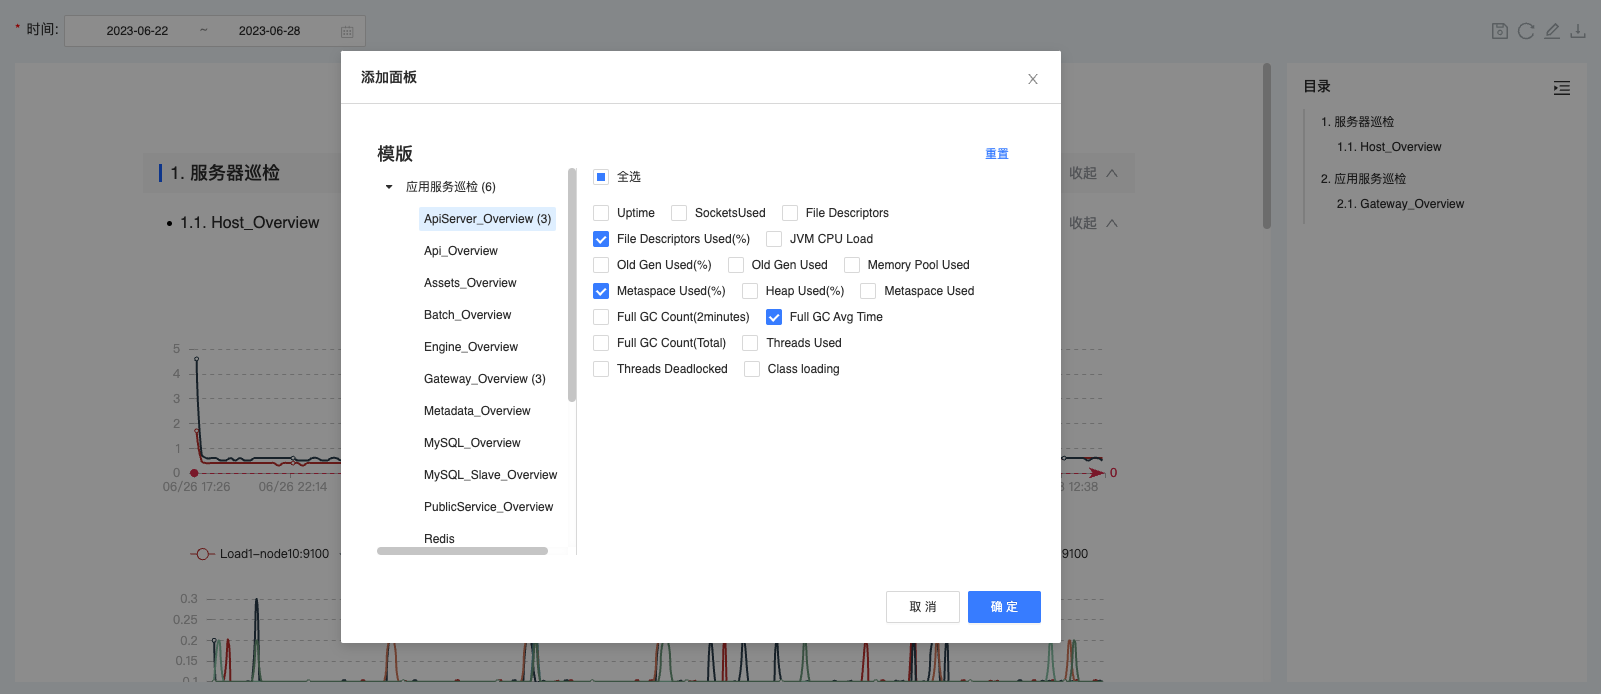 * 时间: 2023-06-22 ~ 2023-06-28
添加面板
模版
重置
应用服务巡检 (6)
ApiServer_Overview (3)
Api_Overview
Assets_Overview
Batch_Overview
Engine_Overview
Gateway_Overview (3)
Metadata_Overview
MySQL_Overview
MySQL_Slave_Overview
PublicService_Overview
Redis
全选
Uptime SocketsUsed File Descriptors
File Descriptors Used(%) JVM CPU Load
Old Gen Used(%) Old Gen Used Memory Pool Used
Metaspace Used(%) Heap Used(%) Metaspace Used
Full GC Count(2minutes) Full GC Avg Time
Full GC Count(Total) Threads Used
Threads Deadlocked Class loading
取 消
确 定
1. 服务器巡检
收起
1.1. Host_Overview
收起
5
4
3
2
1
0
0
06/26 17:26 06/26 22:14
12:38
Load1-node10:9100
9100
0.3
0.25
0.2
0.15
0.1
目录
1. 服务器巡检
1.1. Host_Overview
2. 应用服务巡检
2.1. Gateway_Overview